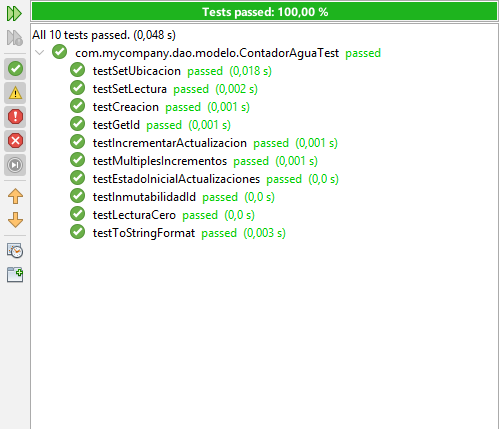 Tests passed: 100,00 %
All 10 tests passed. (0,048 s)
com.mycompany.dao.modelo.ContadorAguaTest passed
testSetUbicacion passed (0,018 s)
testSetLectura passed (0,002 s)
testCreacion passed (0,001 s)
testGetId passed (0,001 s)
testIncrementarActualizacion passed (0,001 s)
testMultiplesIncrementos passed (0,001 s)
testEstadoInicialActualizaciones passed (0,0 s)
testInmutabilidadId passed (0,0 s)
testLecturaCero passed (0,0 s)
testToStringFormat passed (0,003 s)